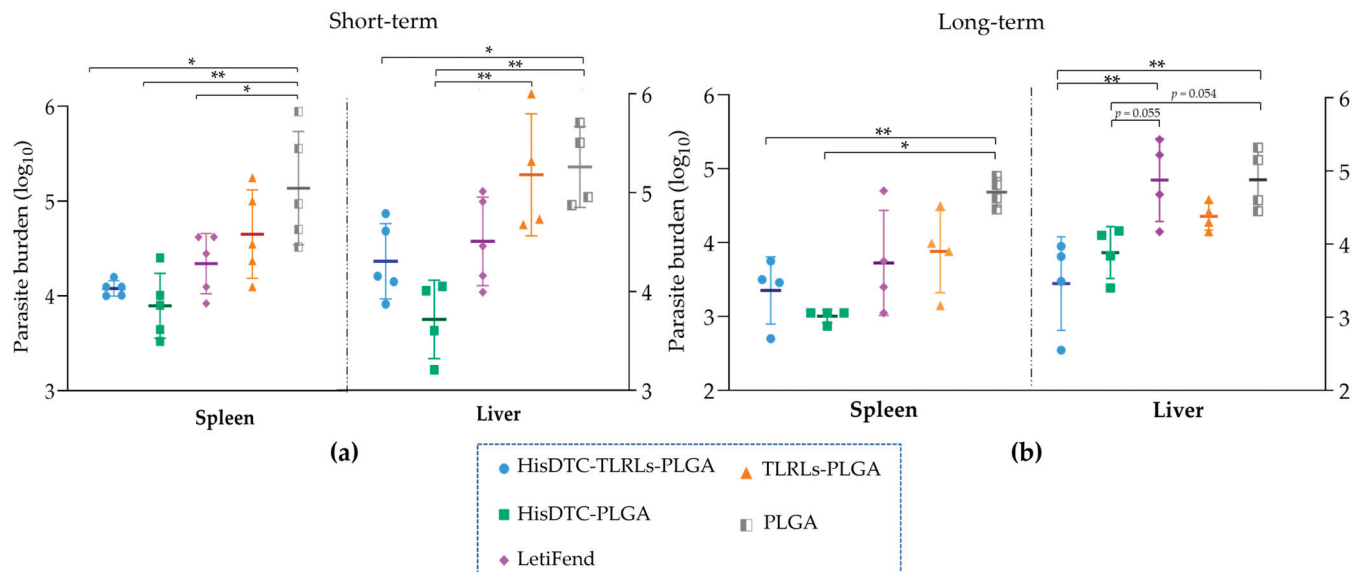 Short-term
Long-term
*
**
*
*
**
**
**
*
**
**
p = 0.054
p = 0.055
Parasite burden (log10)
6
5
4
3
6
5
4
3
Parasite burden (log10)
6
5
4
3
2
6
5
4
3
2
Spleen
Liver
Spleen
Liver
(a)
(b)
HisDTC-TLRLs-PLGA
TLRLs-PLGA
HisDTC-PLGA
PLGA
LetiFend